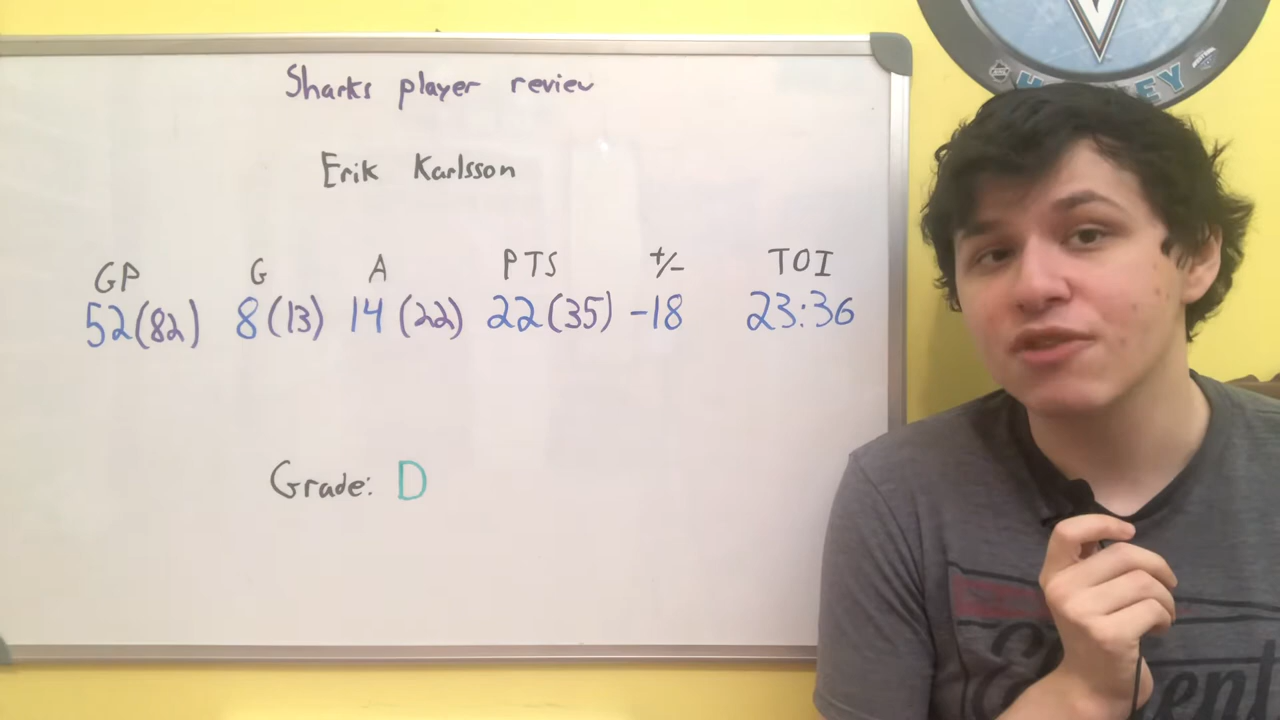 Sharks player review
Erik Karlsson
GP G A PTS +/- TOI
52(82) 8(13) 14(22) 22(35) -18 23:36
Grade: D